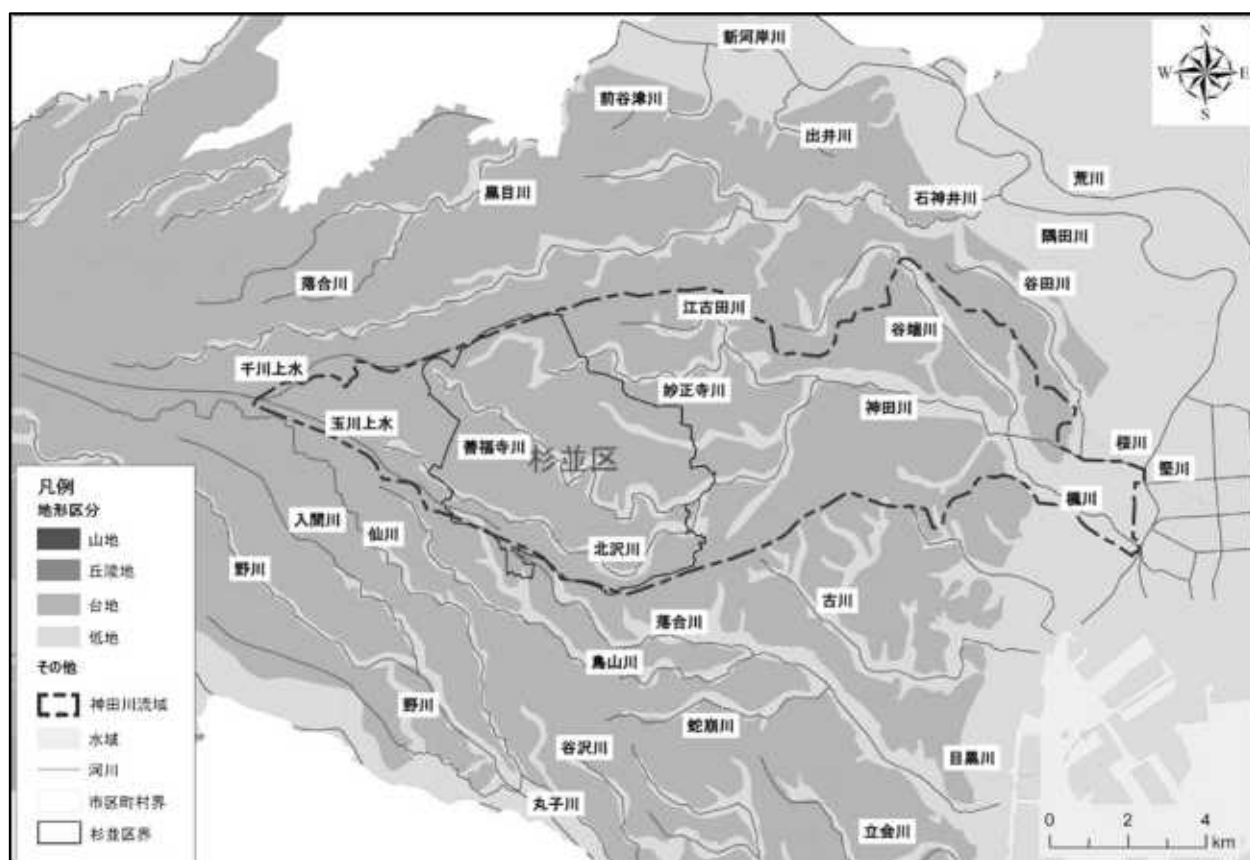 新河岸川
N
W
E
S
前谷津川
出井川
荒川
黒目川
石神井川
隅田川
落合川
谷田川
江古田川
谷端川
千川上水
妙正寺川
神田川
玉川上水
善福寺川
杉並区
桜川
竪川
楓川
凡例
地形区分
山地
丘陵地
台地
低地
その他
神田川流域
水域
河川
市区町村界
杉並区界
入間川
仙川
野川
北沢川
古川
落合川
烏山川
野川
蛇崩川
谷沢川
目黒川
丸子川
立会川
0 2 4
km